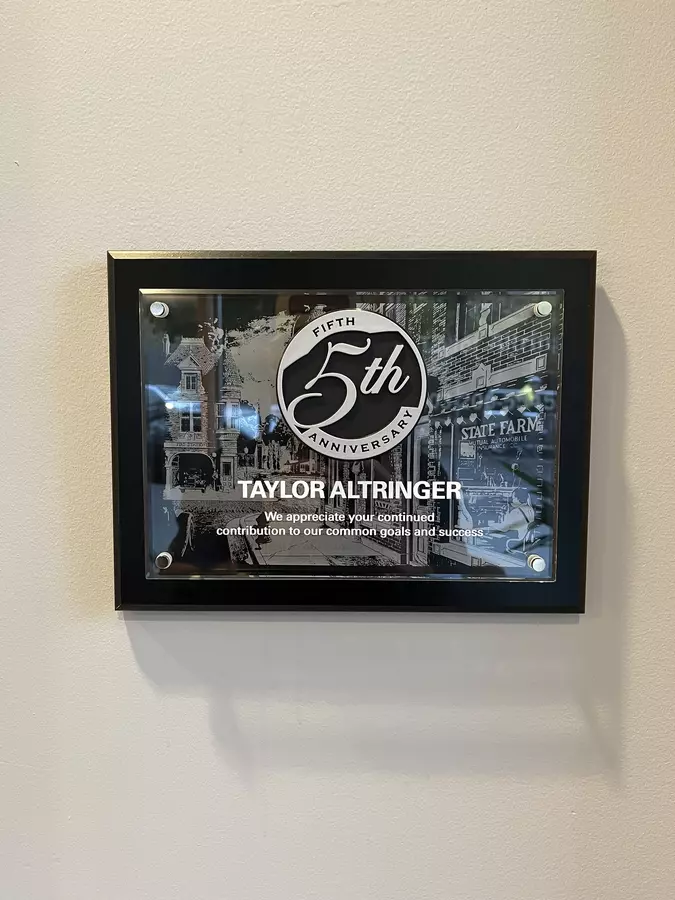 FIFTH
5th
ANNIVERSARY
STATE FARM
MUTUAL AUTOMOBILE
INSURANCE
TAYLOR ALTRINGER
We appreciate your continued
contribution to our common goals and success